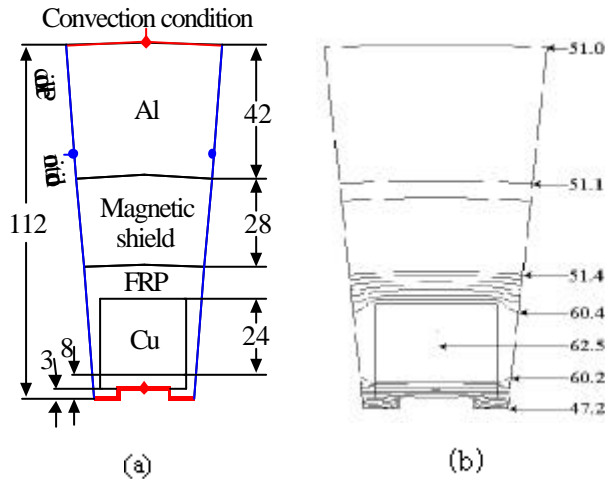 Convection condition
51.0
Al
42
51.1
112
Magnetic
shield
28
51.4
FRP
60.4
Cu
24
62.5
8
3
60.2
47.2
(a)
(b)